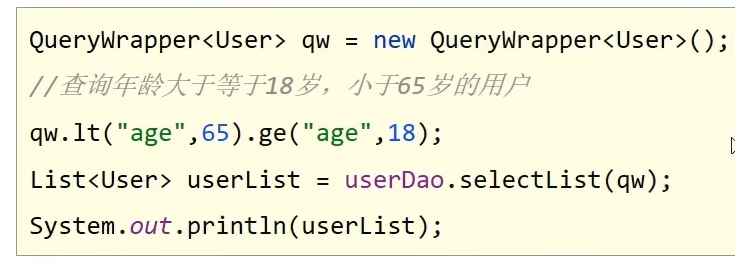 QueryWrapper<User> qw = new QueryWrapper<User>();
//查询年龄大于等于18岁，小于65岁的用户
qw.lt("age",65).ge("age",18);
List<User> userList = userDao.selectList(qw);
System.out.println(userList);